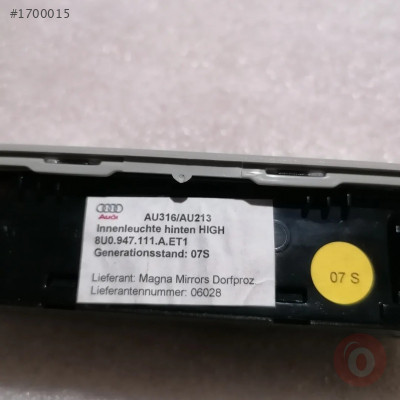 #1700015
Audi
AU316/AU213
Innenleuchte hinten HIGH
8U0.947.111.A.ET1
Generationsstand: 07S
Lieferant: Magna Mirrors Dorfproz
Lieferantennummer: 06028
07 S